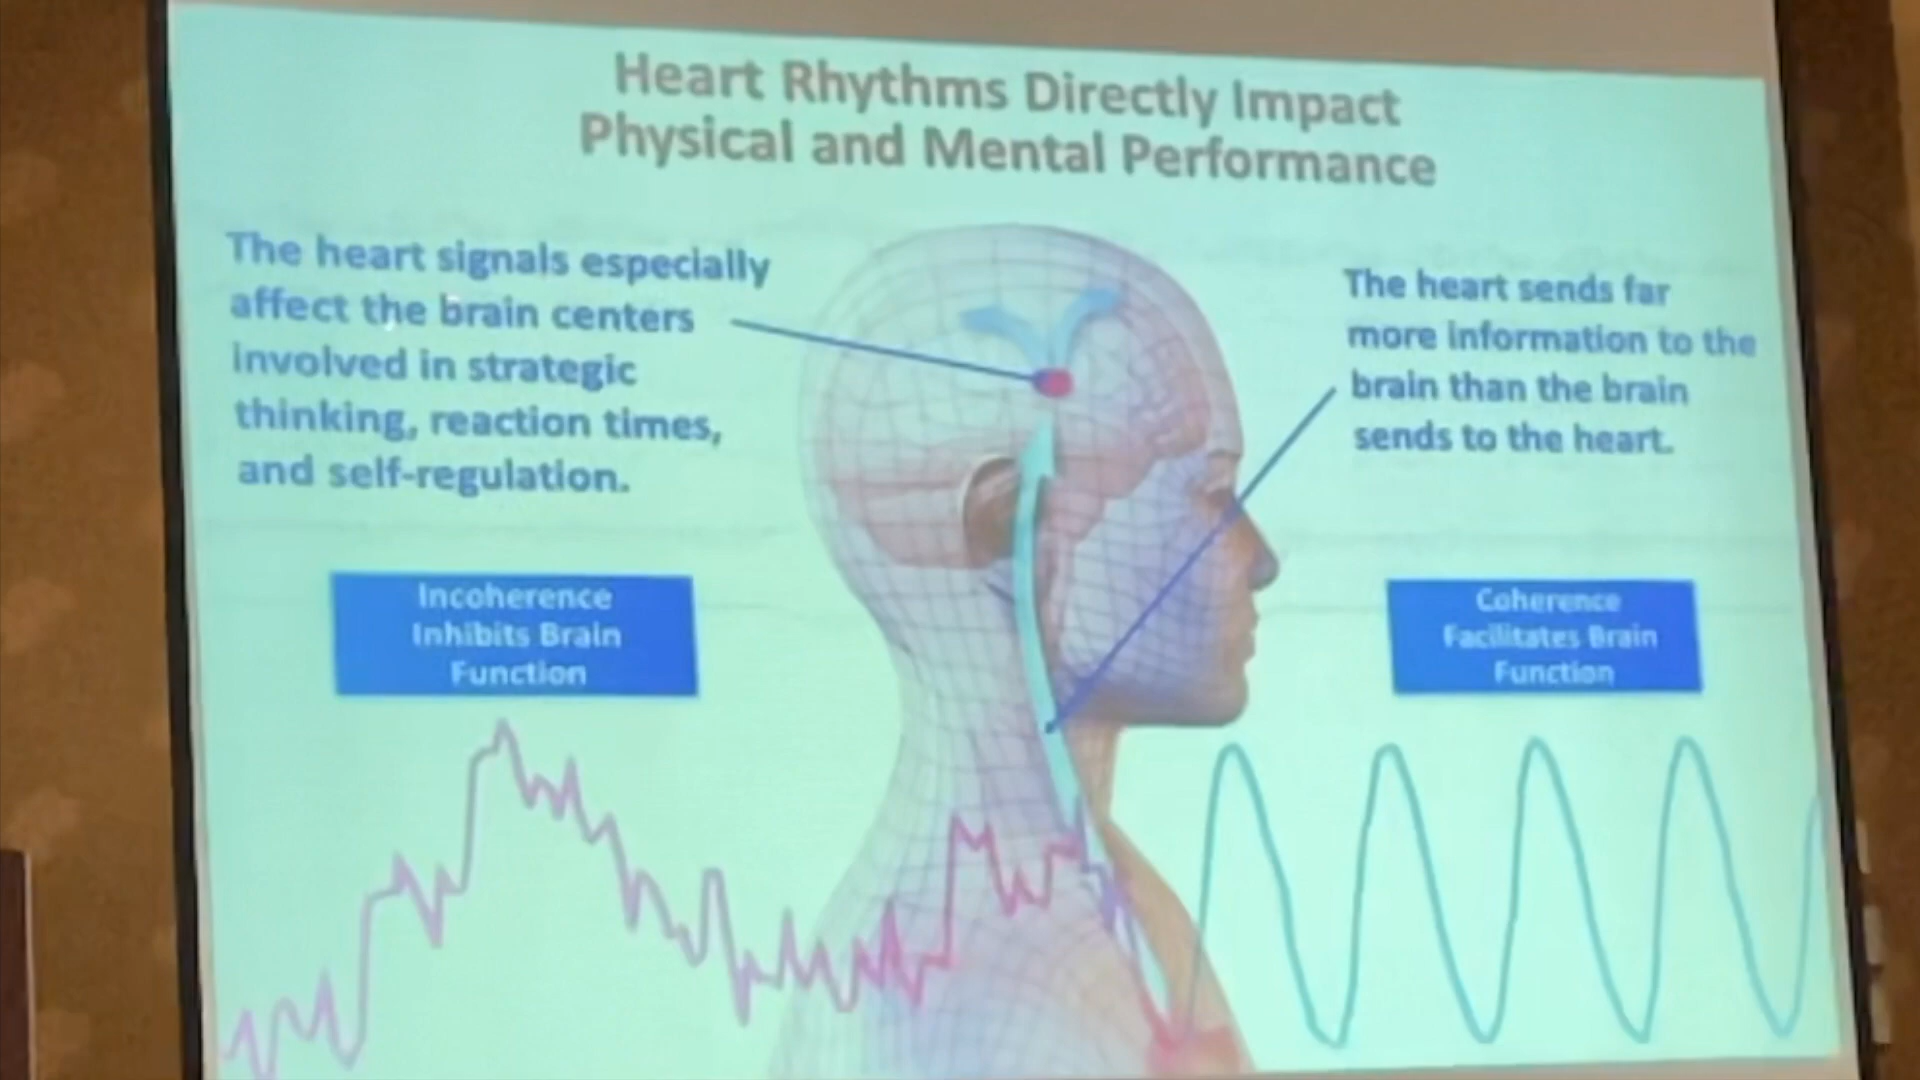 Heart Rhythms Directly Impact
Physical and Mental Performance
The heart signals especially
affect the brain centers
involved in strategic
thinking, reaction times,
and self-regulation.
The heart sends far
more information to the
brain than the brain
sends to the heart.
Incoherence
Inhibits Brain
Function
Coherence
Facilitates Brain
Function